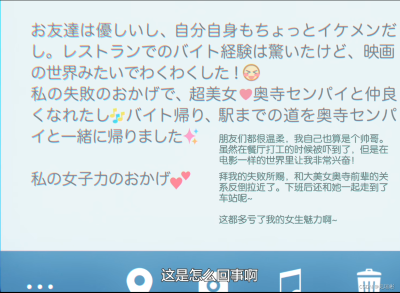 お友達は優しいし、自分自身もちょっとイケメンだ
し。レストランでのバイト経験は驚いたけど、映画
の世界みたいでわくわくした！😆
私の失敗のおかげで、超美女❤奥寺センパイと仲良
くなれたし🎶バイト帰り、駅までの道を奥寺センパ
イと一緒に帰りました✨
私の女子力のおかげ💕
朋友们都很温柔，我自己也算是个帅哥。
虽然在餐厅打工的时候被吓到了，但是在
电影一样的世界里让我非常兴奋！
拜我的失败所赐，和大美女奥寺前辈的关
系反倒拉近了。下班后还和她一起走到了
车站呢~
这都多亏了我的女生魅力啊~
这是怎么回事啊